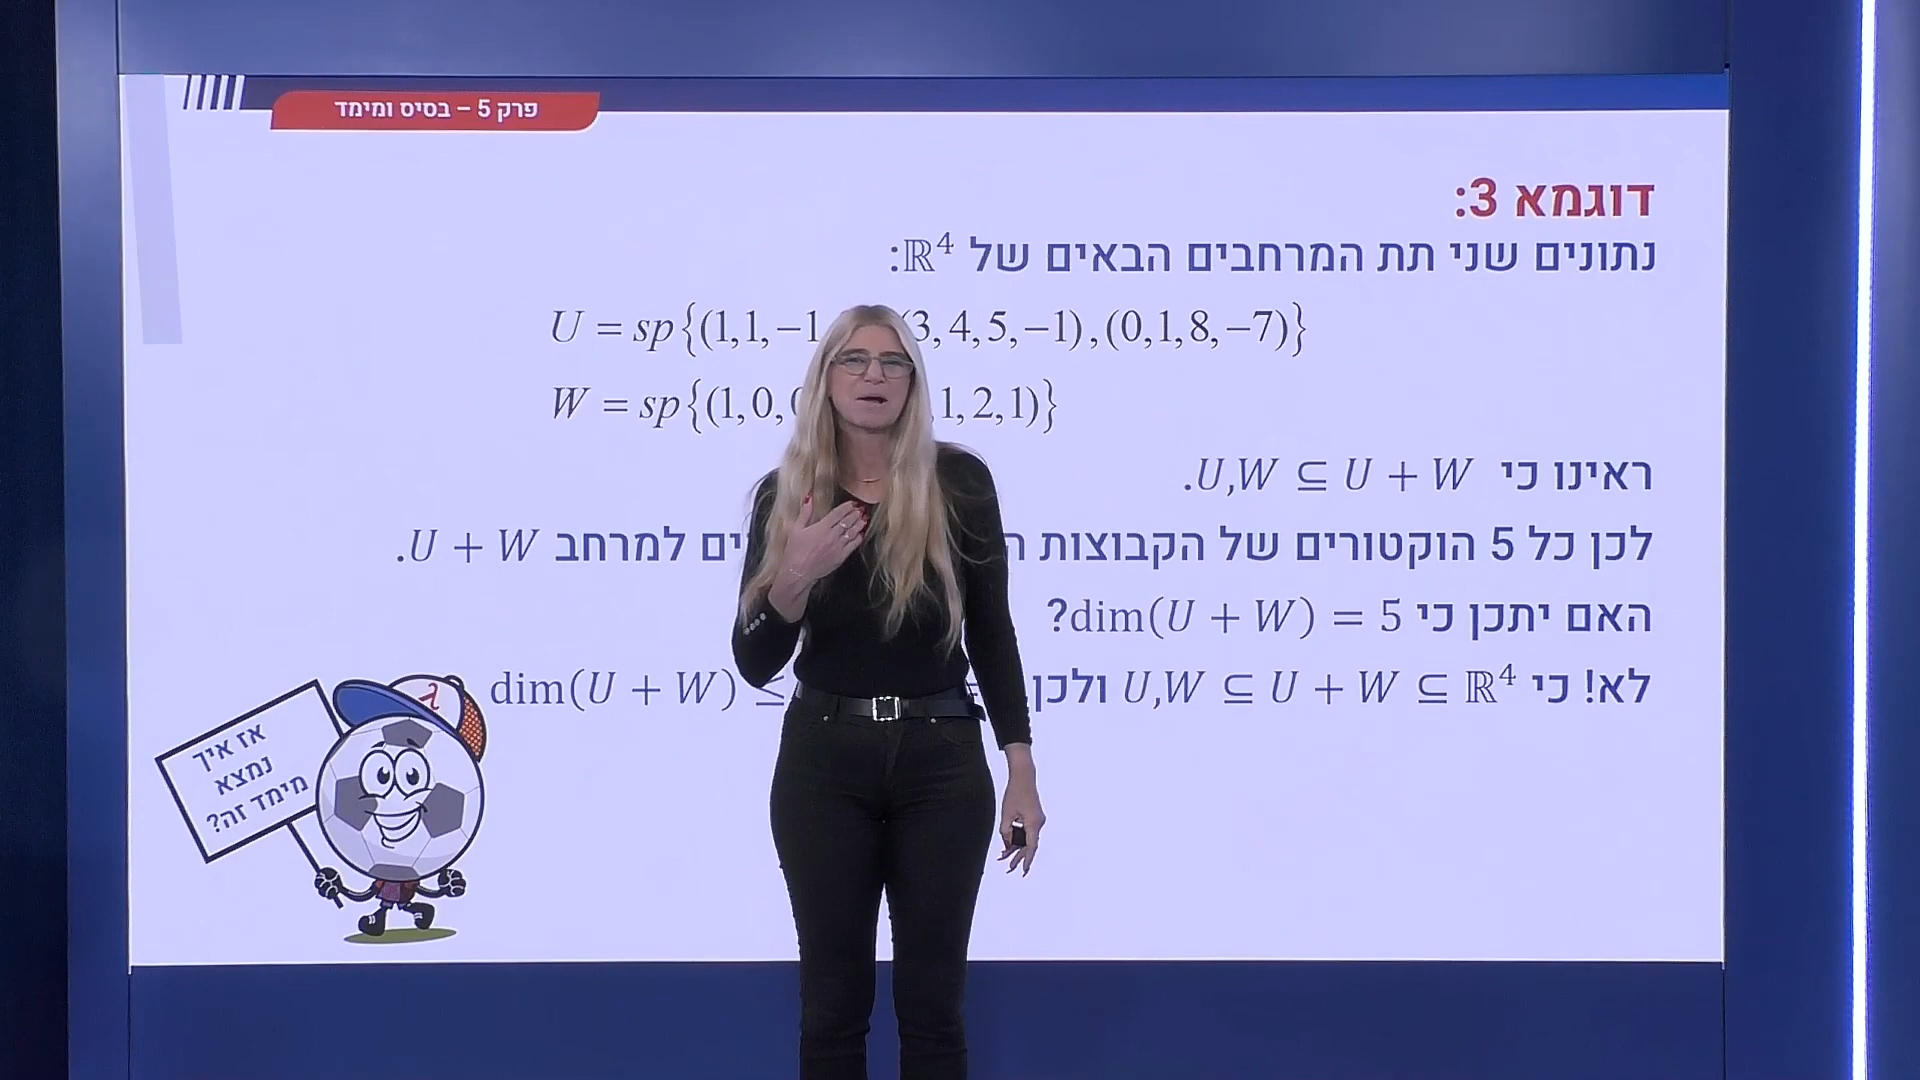 פרק 5 – בסיס ומימד
דוגמא 3:
נתונים שני תת המרחבים הבאים של ℝ⁴:
U = sp{(1,1,−1 (3,4,5,−1),(0,1,8,−7)}
W = sp{(1,0, 1,2,1)}
ראינו כי U,W ⊆ U + W.
לכן כל 5 הוקטורים של הקבוצות למרחב U + W.
האם יתכן כי dim(U + W) = 5?
לא! כי U,W ⊆ U + W ⊆ ℝ⁴ ולכן dim(U + W) ≤
אז איך
נמצא
מימד זה?